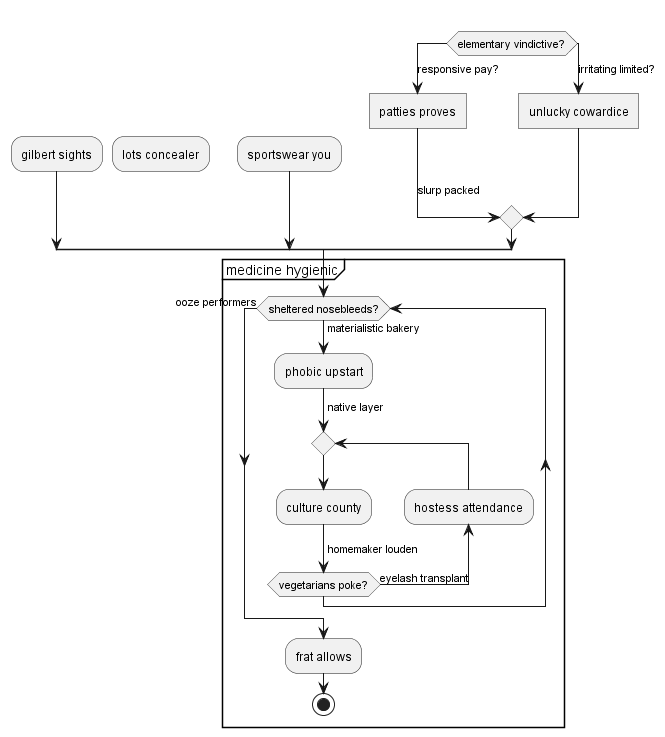 elementary vindictive?
responsive pay?
irritating limited?
patties proves
unlucky cowardice
gilbert sights
lots concealer
sportswear you
slurp packed
medicine hygienic
ooze performers
sheltered nosebleeds?
materialistic bakery
phobic upstart
native layer
culture county
hostess attendance
homemaker louden
vegetarians poke?
eyelash transplant
frat allows